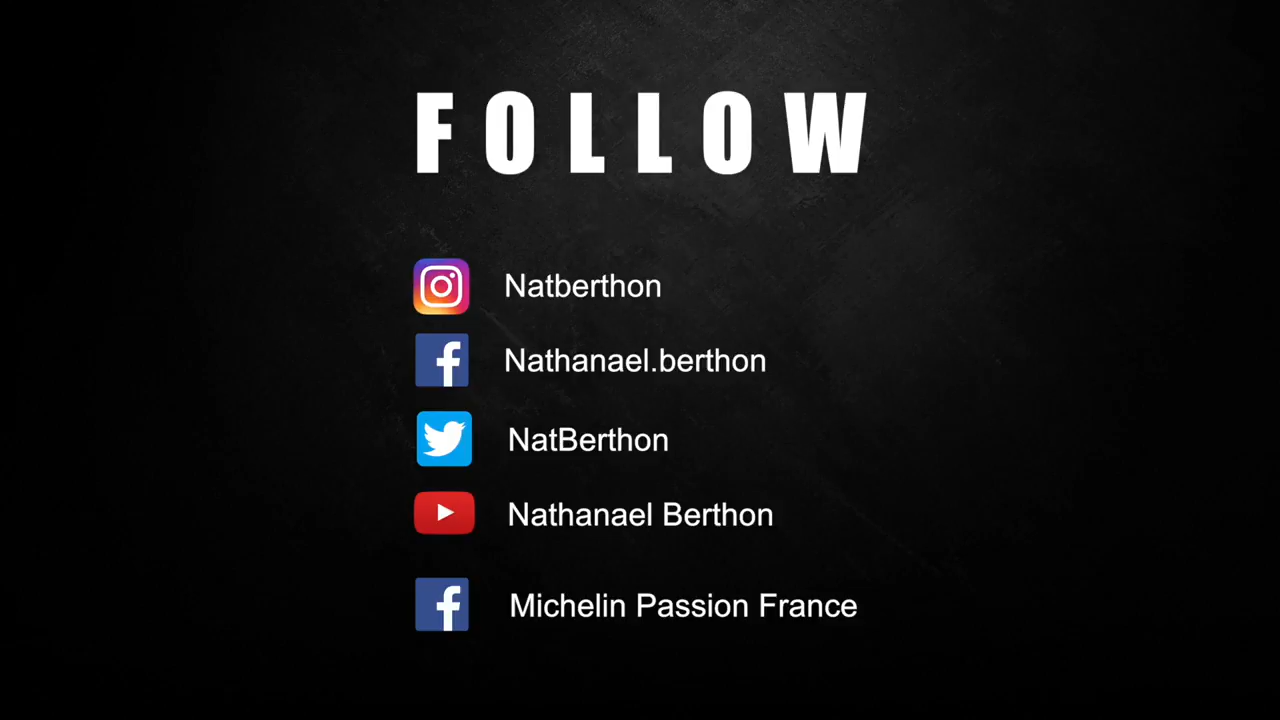 FOLLOW
Natberthon
Nathanael.berthon
NatBerthon
Nathanael Berthon
Michelin Passion France